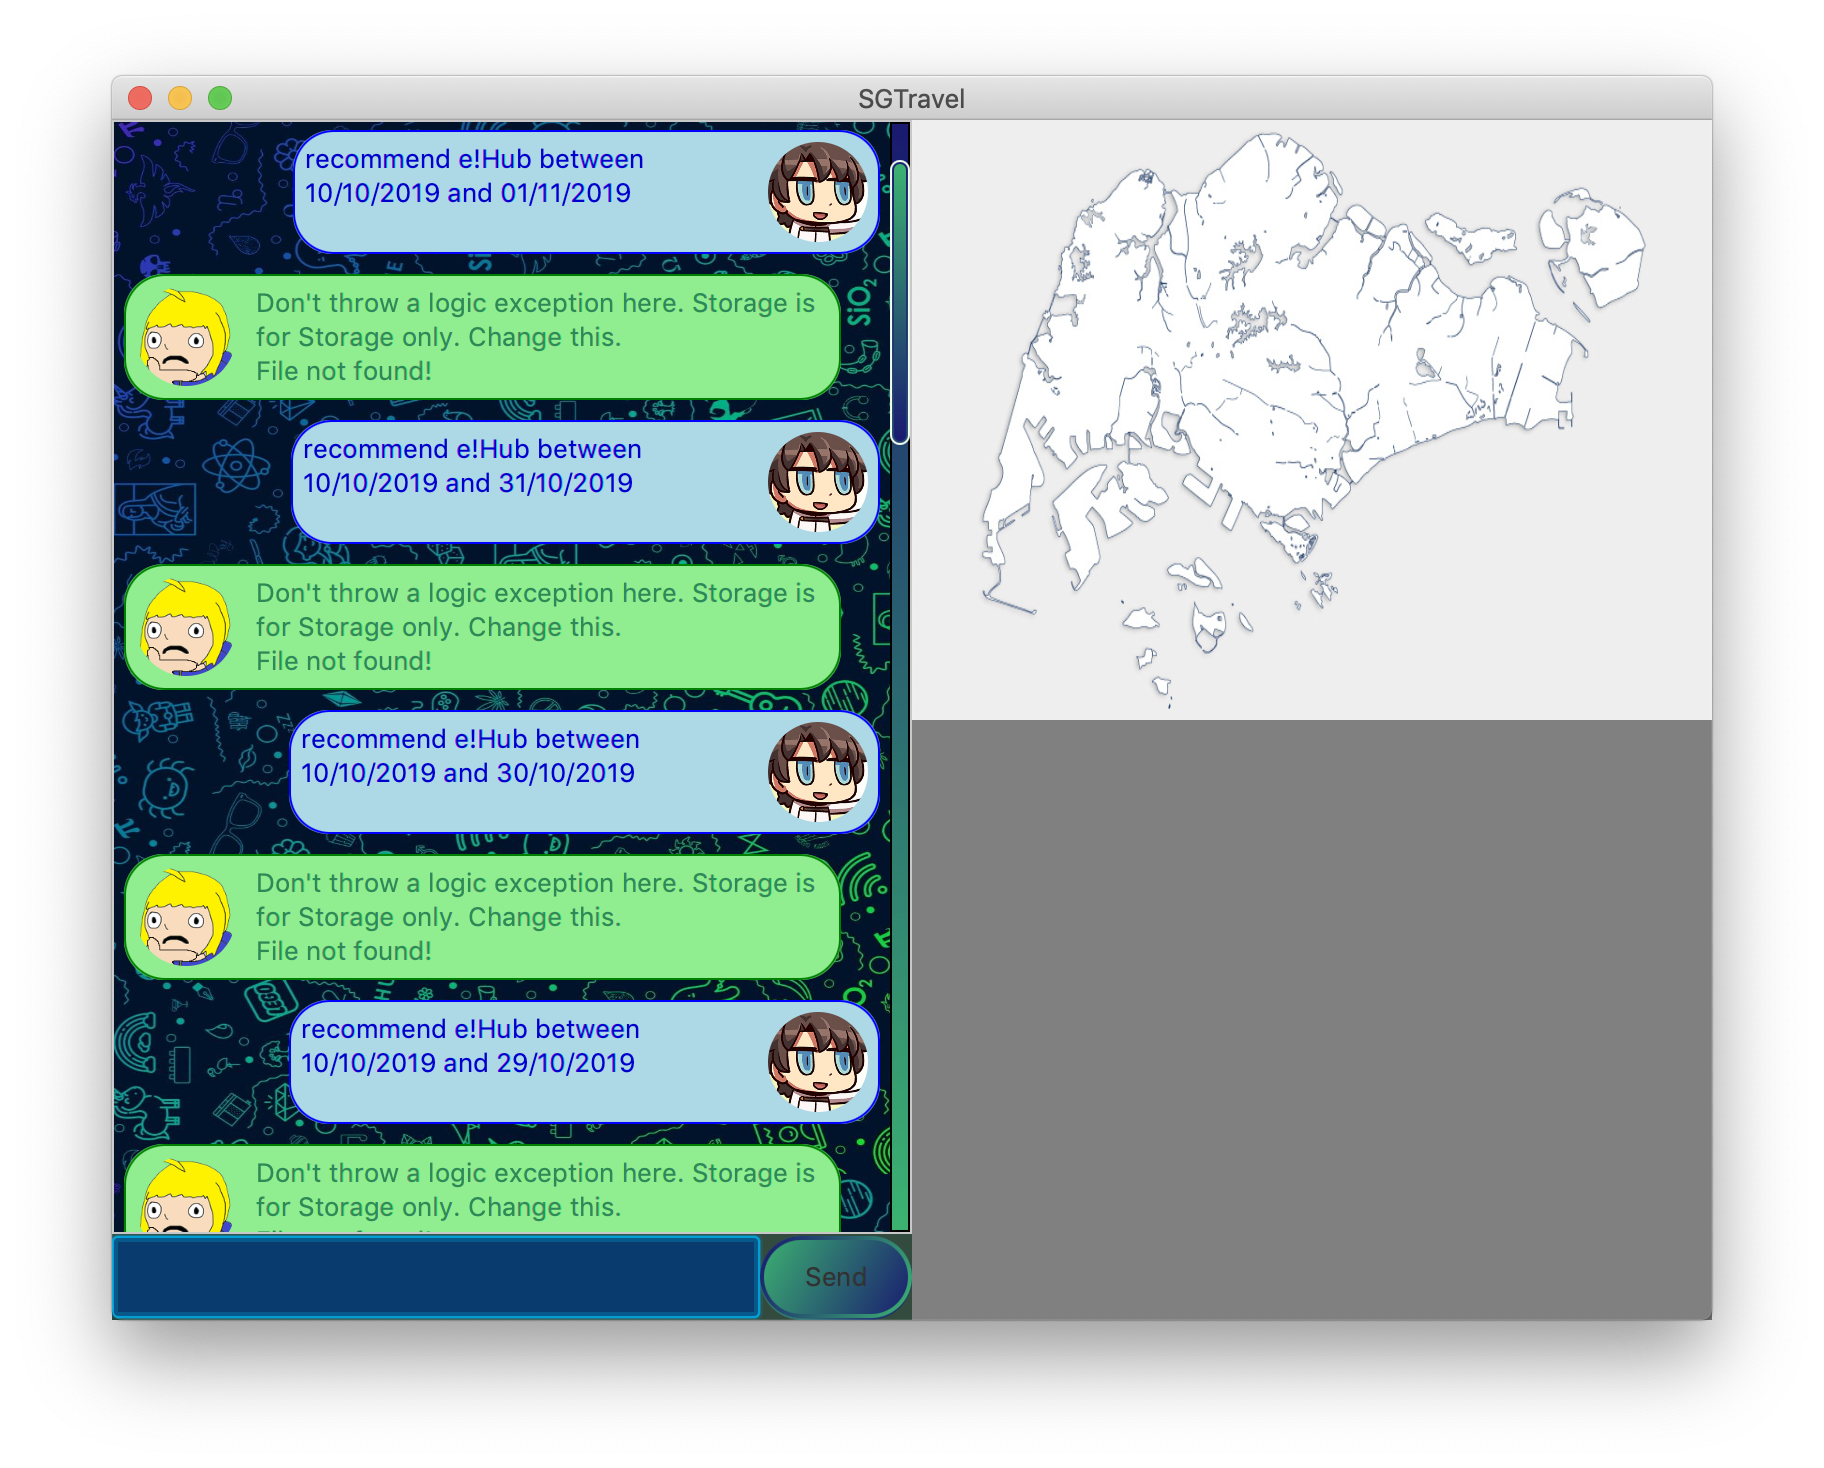 SGTravel
recommend e!Hub between
10/10/2019 and 01/11/2019
SiO2
Don't throw a logic exception here. Storage is
for Storage only. Change this.
File not found!
recommend e!Hub between
10/10/2019 and 31/10/2019
Don't throw a logic exception here. Storage is
for Storage only. Change this.
File not found!
recommend e!Hub between
10/10/2019 and 30/10/2019
Don't throw a logic exception here. Storage is
for Storage only. Change this.
File not found!
recommend e!Hub between
10/10/2019 and 29/10/2019
Don't throw a logic exception here. Storage is
for Storage only. Change this.
Send